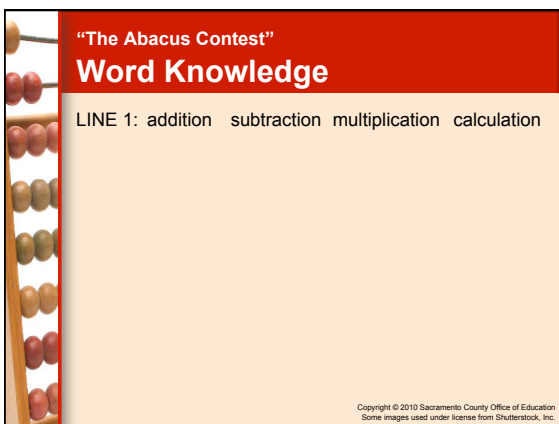 “The Abacus Contest”
Word Knowledge
LINE 1: addition subtraction multiplication calculation
Copyright © 2010 Sacramento County Office of Education
Some images used under license from Shutterstock, Inc.